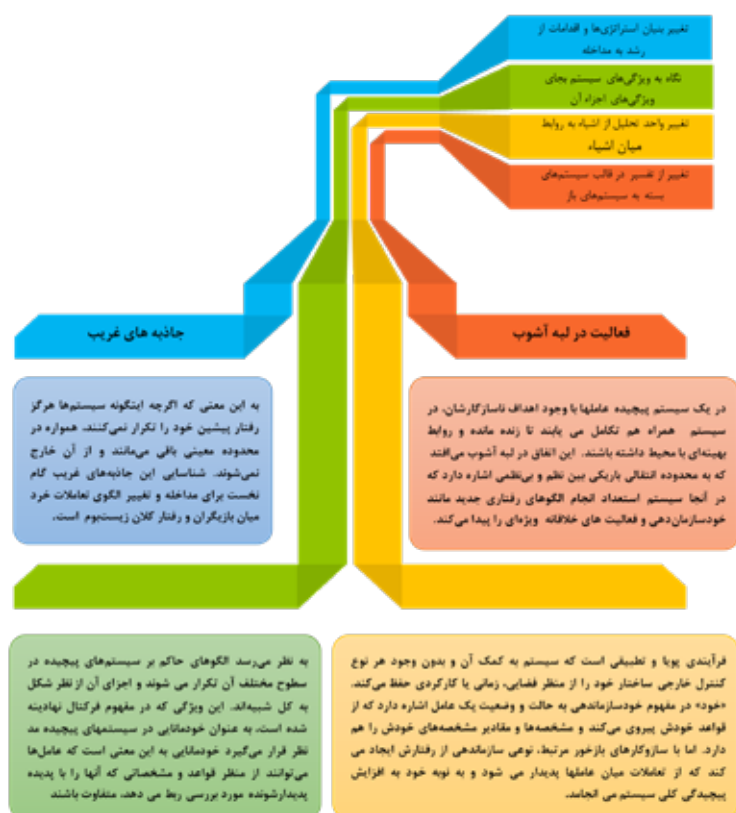 تغییر بنیان استراتژی‌ها و اقدامات از
رشد به مداخله
نگاه به ویژگی‌های سیستم بجای
ویژگی‌های اجزاء آن
تغییر واحد تحلیل از اشیاء به روابط
میان اشیاء
تغییر از تفسیر در قالب سیستم‌های
بسته به سیستم‌های باز
فعالیت در لبه آشوب
در یک سیستم پیچیده عاملها با وجود اهداف ناسازگارشان، در
سیستم همراه هم تکامل می یابند تا زنده مانده و روابط
بهینه‌ای با محیط داشته باشند. این اتفاق در لبه آشوب می‌افتد
که به محدوده انتقالی باریکی بین نظم و بی‌نظمی اشاره دارد که
در آنجا سیستم استعداد انجام الگوهای رفتاری جدید مانند
خودسازمان‌دهی و فعالیت های خلاقانه ویژه‌ای را پیدا می‌کند.
جاذبه های غریب
به این معنی که اگرچه اینگونه سیستم‌ها هرگز
رفتار پیشین خود را تکرار نمی‌کنند، همواره در
محدوده معینی باقی می‌مانند و از آن خارج
نمی‌شوند. شناسایی این جاذبه‌های غریب گام
نخست برای مداخله و تغییر الگوی تعاملات خرد
میان بازیگران و رفتار کلان زیست‌بوم است.
فرآیندی پویا و تطبیقی است که سیستم به کمک آن و بدون وجود هر نوع
کنترل خارجی ساختار خود را از منظر فضایی، زمانی یا کارکردی حفظ می‌کند.
«خود» در مفهوم خودسازماندهی به حالت و وضعیت یک عامل اشاره دارد که از
قواعد خودش پیروی می‌کند و مشخصه‌ها و مقادیر مشخصه‌های خودش را هم
دارد. اما با سازوکارهای بازخور مرتبط، نوعی سازماندهی از رفتارش ایجاد می
کند که از تعاملات میان عاملها پدیدار می شود و به نوبه خود به افزایش
پیچیدگی کلی سیستم می انجامد.
به نظر می‌رسد الگوهای حاکم بر سیستم‌های پیچیده در
سطوح مختلف آن تکرار می شوند و اجزای آن از نظر شکل
به کل شبیه‌اند. این ویژگی که در مفهوم فرکتال نهادینه
شده است، به عنوان خودمانایی در سیستمهای پیچیده مد
نظر قرار می‌گیرد خودمانایی به این معنی است که عامل‌ها
می‌توانند از منظر قواعد و مشخصاتی که آنها را با پدیده
پدیدارشونده مورد بررسی ربط می دهد، متفاوت باشند